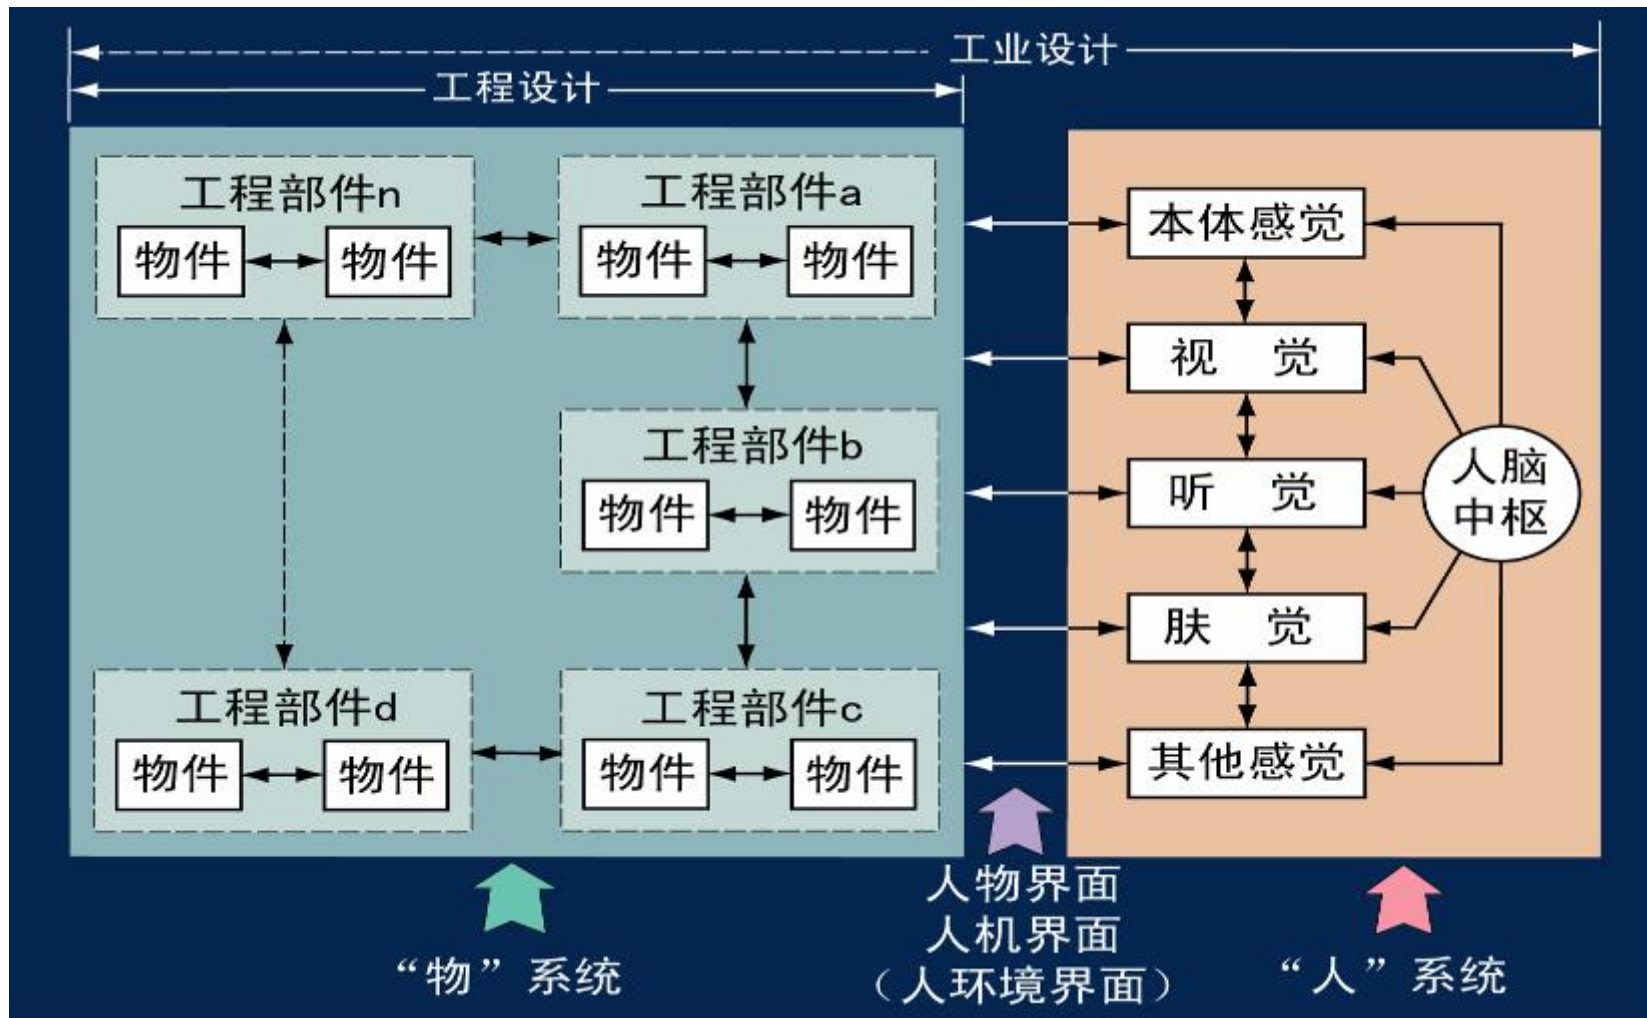 工业设计
工程设计
工程部件n
物件
物件
工程部件a
物件
物件
工程部件b
物件
物件
工程部件d
物件
物件
工程部件c
物件
物件
本体感觉
视 觉
听 觉
肤 觉
其他感觉
人脑
中枢
“物”系统
人物界面
人机界面
（人环境界面）
“人”系统